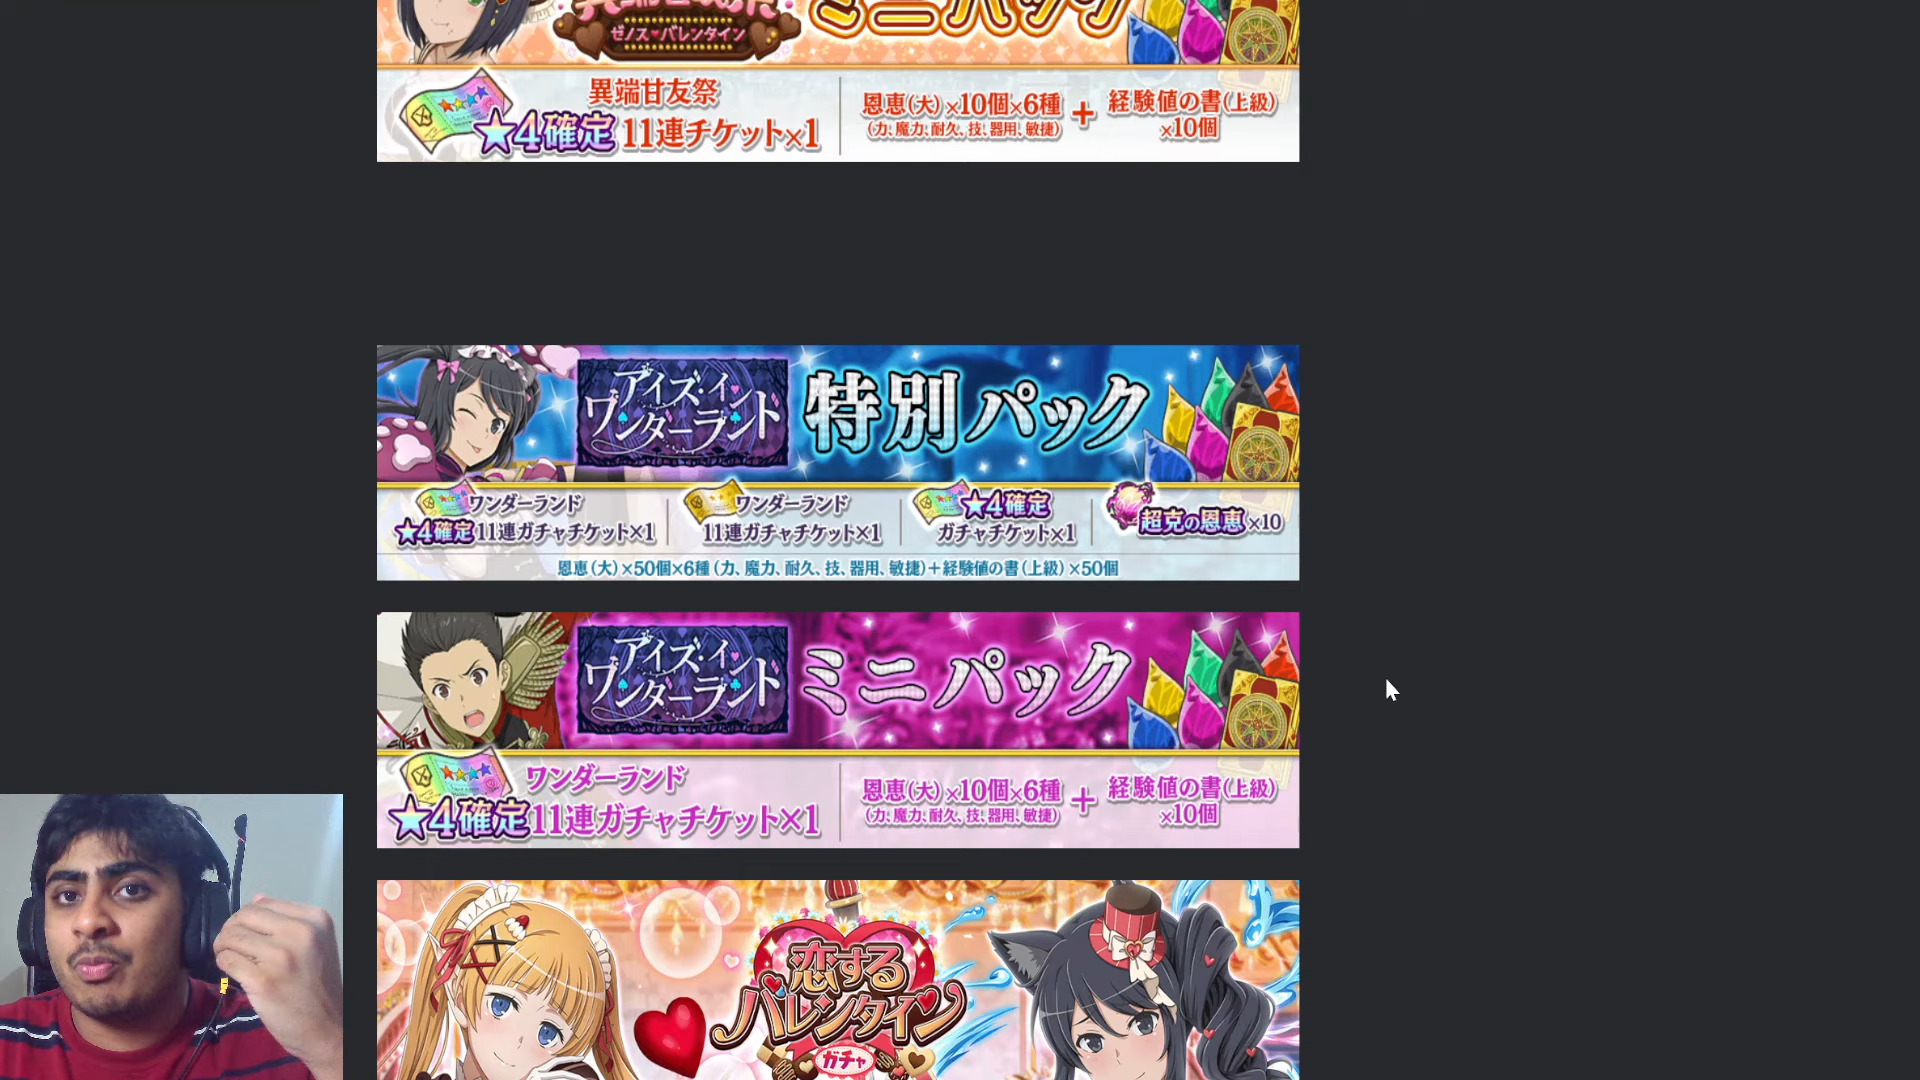 ゼノス♥バレンタイン
ミニパック
異端甘友祭
★4確定 11連チケット×1
恩恵(大)×10個×6種
(力、魔力、耐久、技、器用、敏捷)
+
経験値の書(上級)
×10個
アイズ・イン
ワンダーランド
特別パック
ワンダーランド
★4確定11連ガチャチケット×1
ワンダーランド
11連ガチャチケット×1
★4確定
ガチャチケット×1
超克の恩恵×10
恩恵(大)×50個×6種(力、魔力、耐久、技、器用、敏捷)+経験値の書(上級)×50個
アイズ・イン
ワンダーランド
ミニパック
ワンダーランド
★4確定11連ガチャチケット×1
恩恵(大)×10個×6種
(力、魔力、耐久、技、器用、敏捷)
+
経験値の書(上級)
×10個
恋する
バレンタイン
ガチャ